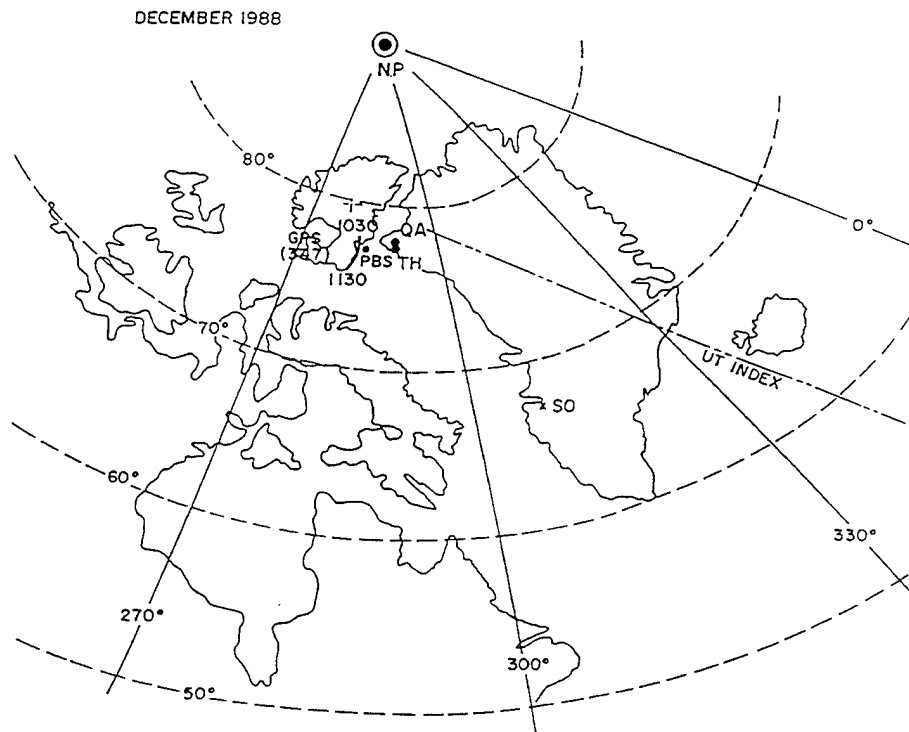 DECEMBER 1988
N.P
80°
0°
1030
GPS
QA
(347)
PBS
TH
1130
70°
UT INDEX
SO
60°
330°
270°
300°
50°